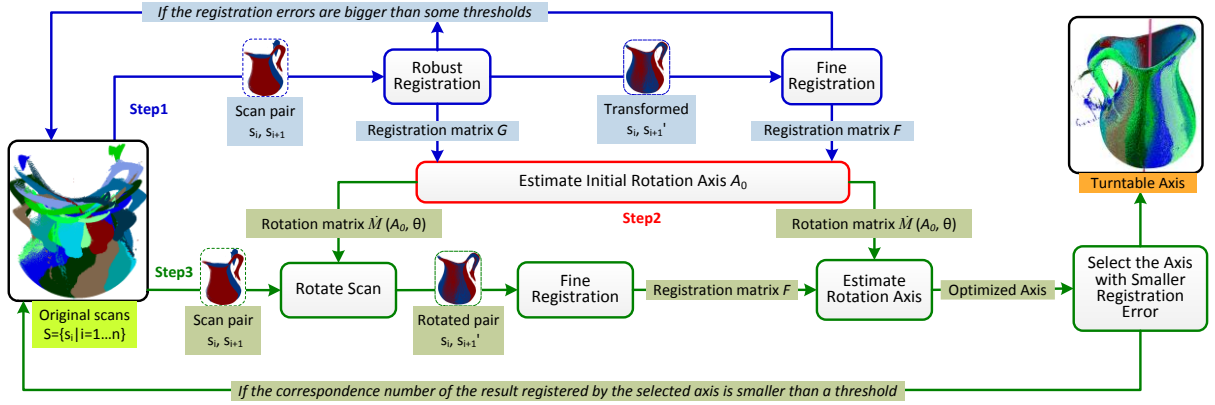 If the registration errors are bigger than some thresholds
Step1
Scan pair
si, si+1
Robust
Registration
Transformed
si, si+1'
Fine
Registration
Registration matrix G
Registration matrix F
Turntable Axis
Estimate Initial Rotation Axis A0
Step2
Rotation matrix Ṁ (A0, θ)
Rotation matrix Ṁ (A0, θ)
Original scans
S={si|i=1...n}
Step3
Scan pair
si, si+1
Rotate Scan
Rotated pair
si, si+1'
Fine
Registration
Registration matrix F
Estimate
Rotation Axis
Optimized Axis
Select the Axis
with Smaller
Registration
Error
If the correspondence number of the result registered by the selected axis is smaller than a threshold